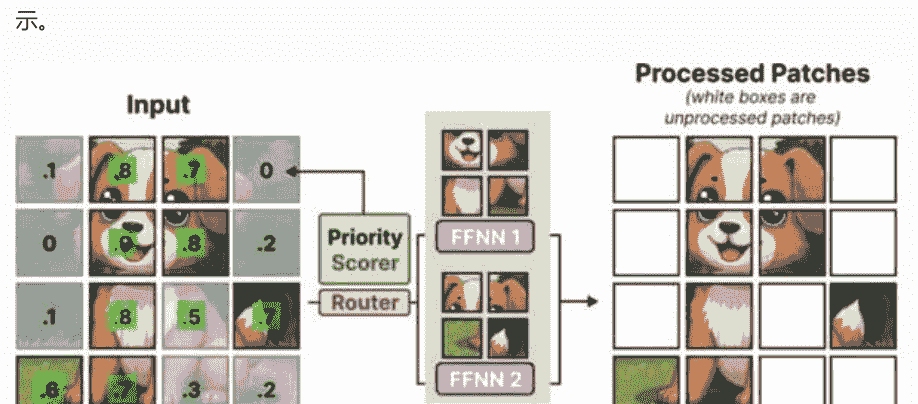 示。
Processed Patches
(white boxes are
unprocessed patches)
Input
.1 .8 .7 0
0 .9 .8 .2
.1 .8 .5 .7
.6 .3 .2
Priority
Scorer
Router
FFNN 1
FFNN 2